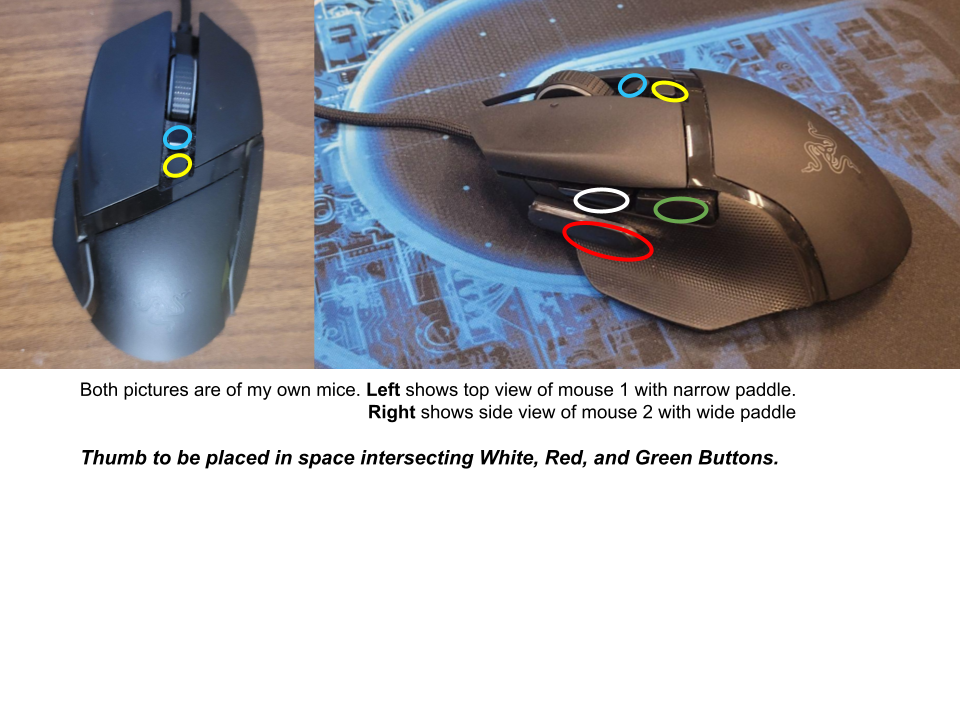 Both pictures are of my own mice. Left shows top view of mouse 1 with narrow paddle.
Right shows side view of mouse 2 with wide paddle
Thumb to be placed in space intersecting White, Red, and Green Buttons.